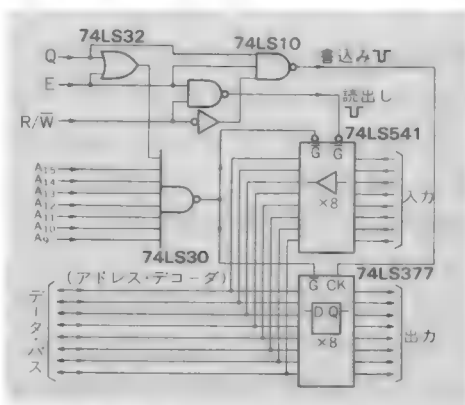 74LS32
74LS10
Q
E
R/W̅
書込み
読出し
74LS541
G̅ G̅
×8
入力
A15
A14
A13
A12
A11
A10
A9
74LS30
(アドレス・デコーダ)
データ・バス
74LS377
G CK
D Q
×8
出力